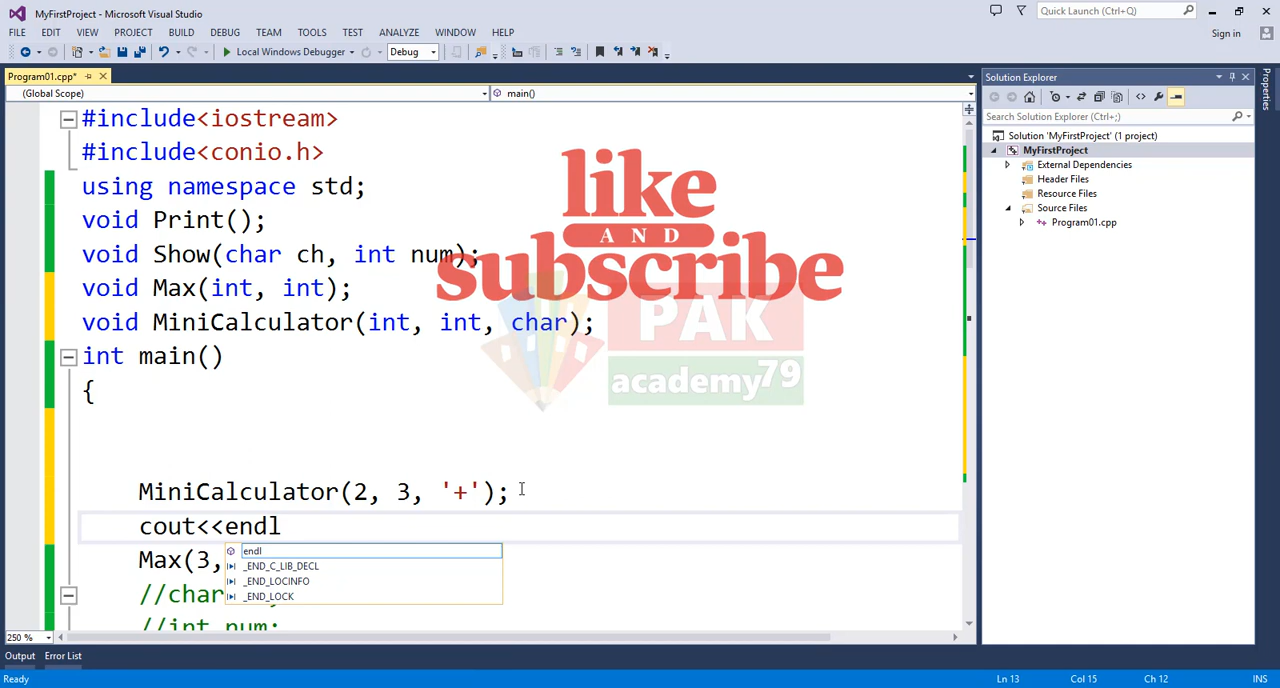 MyFirstProject - Microsoft Visual Studio
Quick Launch (Ctrl+Q)
FILE EDIT VIEW PROJECT BUILD DEBUG TEAM TOOLS TEST ANALYZE WINDOW HELP
Sign in
Local Windows Debugger Debug
Program01.cpp*
(Global Scope) main()
#include<iostream>
#include<conio.h>
using namespace std;
void Print();
void Show(char ch, int num);
void Max(int, int);
void MiniCalculator(int, int, char);
int main()
{
MiniCalculator(2, 3, '+');
cout<<endl
Max(3,
//char
//int num;
endl
_END_C_LIB_DECL
_END_LOCINFO
_END_LOCK
like
AND
subscribe
PAK
academy79
250 %
Solution Explorer
Search Solution Explorer (Ctrl+;)
Solution 'MyFirstProject' (1 project)
MyFirstProject
External Dependencies
Header Files
Resource Files
Source Files
Program01.cpp
Properties
Output Error List
Ready Ln 13 Col 15 Ch 12 INS